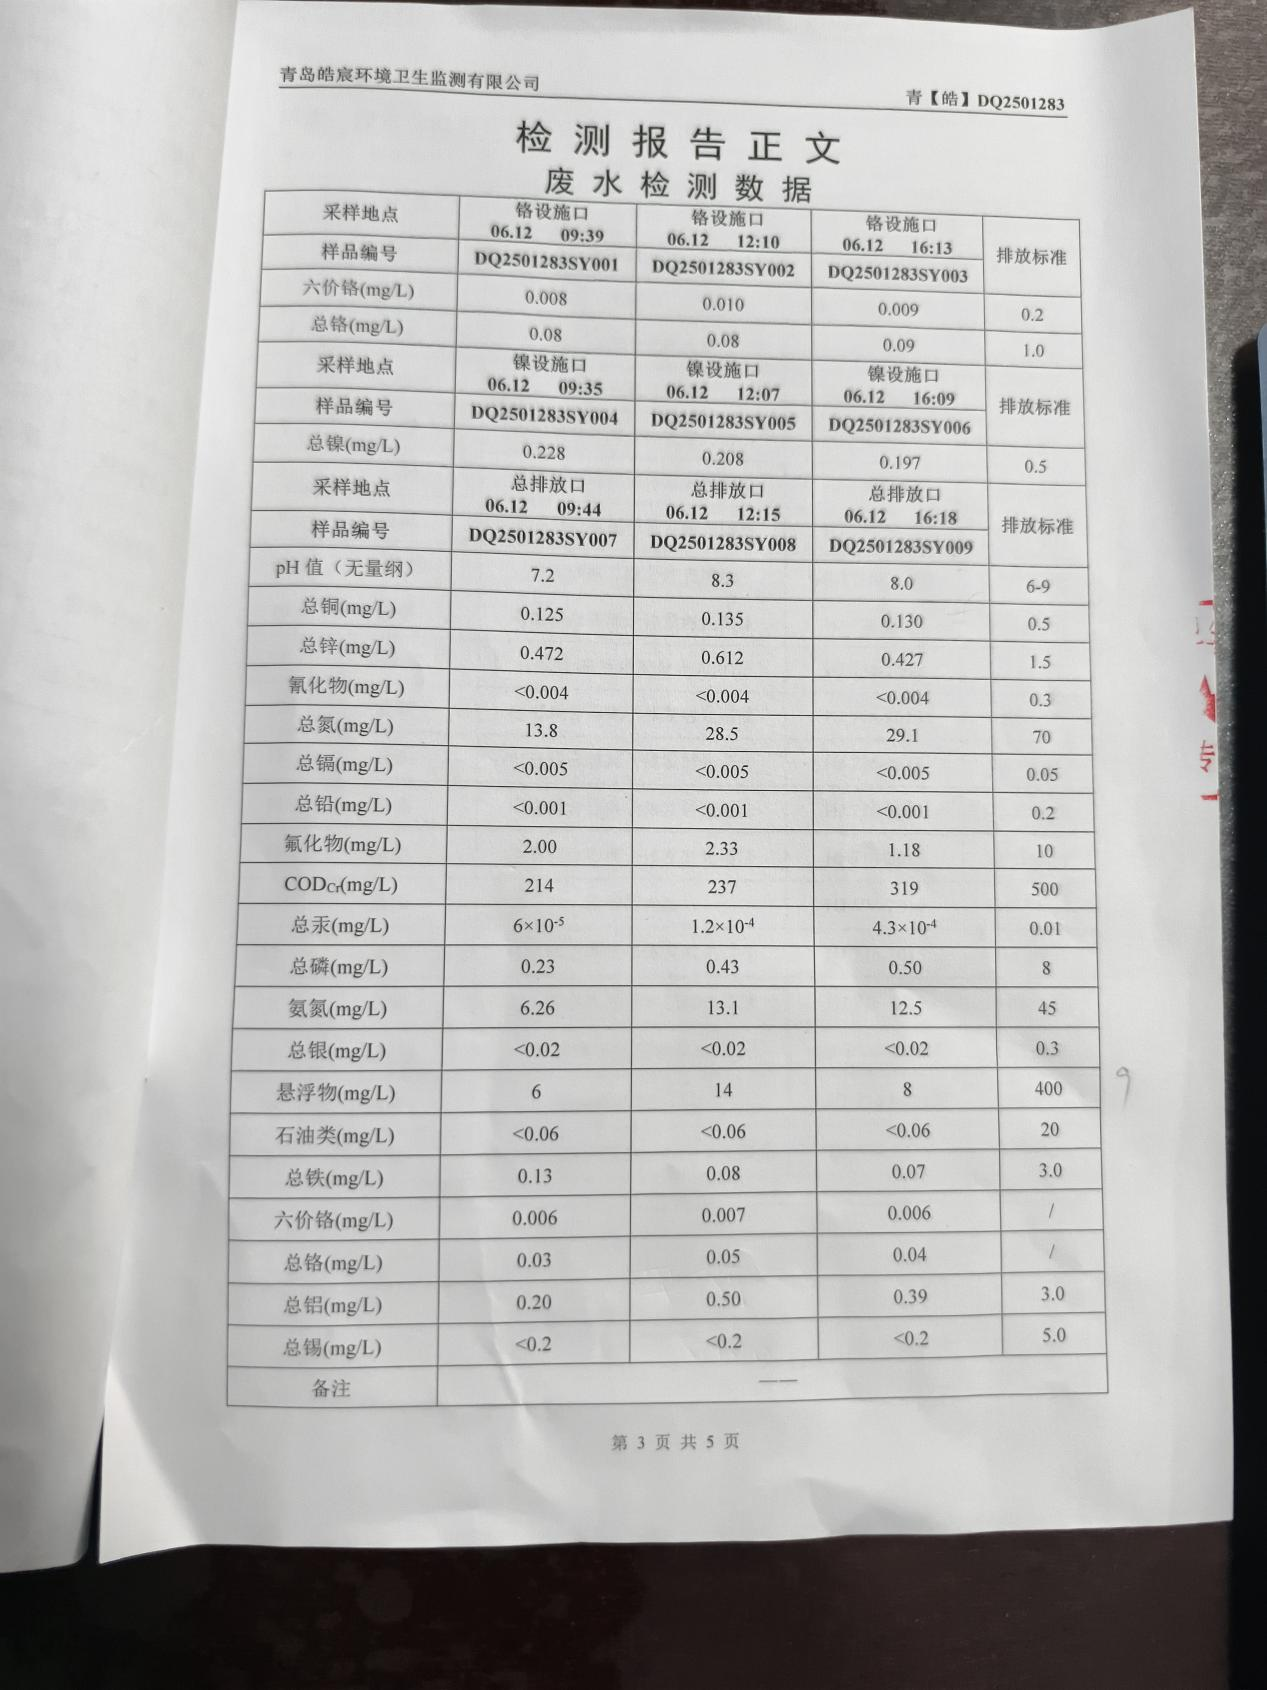 青岛皓宸环境卫生监测有限公司 青【皓】DQ2501283
检测报告正文
废水检测数据
采样地点 铬设施口 06.12 09:39 铬设施口 06.12 12:10 铬设施口 06.12 16:13 排放标准
样品编号 DQ2501283SY001 DQ2501283SY002 DQ2501283SY003
六价铬(mg/L) 0.008 0.010 0.009 0.2
总铬(mg/L) 0.08 0.08 0.09 1.0
采样地点 镍设施口 06.12 09:35 镍设施口 06.12 12:07 镍设施口 06.12 16:09 排放标准
样品编号 DQ2501283SY004 DQ2501283SY005 DQ2501283SY006
总镍(mg/L) 0.228 0.208 0.197 0.5
采样地点 总排放口 06.12 09:44 总排放口 06.12 12:15 总排放口 06.12 16:18 排放标准
样品编号 DQ2501283SY007 DQ2501283SY008 DQ2501283SY009
pH 值（无量纲） 7.2 8.3 8.0 6-9
总铜(mg/L) 0.125 0.135 0.130 0.5
总锌(mg/L) 0.472 0.612 0.427 1.5
氰化物(mg/L) <0.004 <0.004 <0.004 0.3
总氮(mg/L) 13.8 28.5 29.1 70
总镉(mg/L) <0.005 <0.005 <0.005 0.05
总铅(mg/L) <0.001 <0.001 <0.001 0.2
氟化物(mg/L) 2.00 2.33 1.18 10
CODCr(mg/L) 214 237 319 500
总汞(mg/L) 6×10⁻⁵ 1.2×10⁻⁴ 4.3×10⁻⁴ 0.01
总磷(mg/L) 0.23 0.43 0.50 8
氨氮(mg/L) 6.26 13.1 12.5 45
总银(mg/L) <0.02 <0.02 <0.02 0.3
悬浮物(mg/L) 6 14 8 400 9
石油类(mg/L) <0.06 <0.06 <0.06 20
总铁(mg/L) 0.13 0.08 0.07 3.0
六价铬(mg/L) 0.006 0.007 0.006 /
总铬(mg/L) 0.03 0.05 0.04 /
总铝(mg/L) 0.20 0.50 0.39 3.0
总锡(mg/L) <0.2 <0.2 <0.2 5.0
备注 ——
第 3 页 共 5 页
专